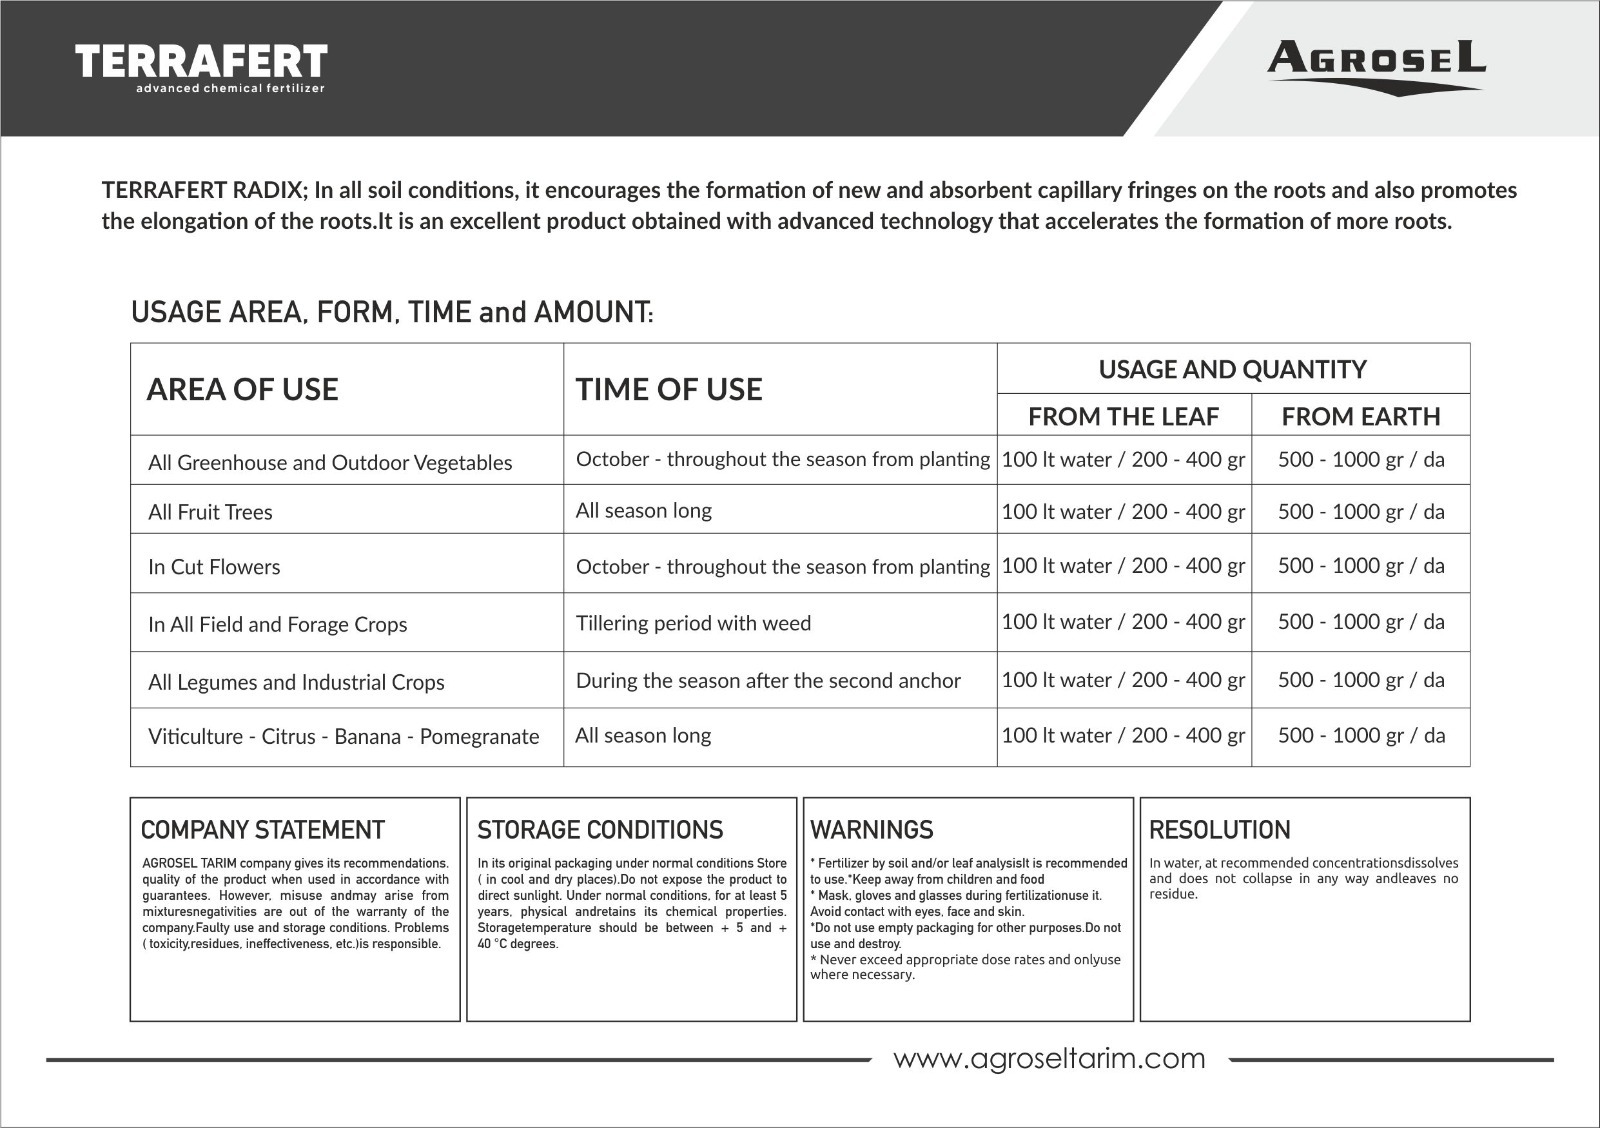 TERRAFERT
advanced chemical fertilizer
AGROSEL
TERRAFERT RADIX; In all soil conditions, it encourages the formation of new and absorbent capillary fringes on the roots and also promotes
the elongation of the roots.It is an excellent product obtained with advanced technology that accelerates the formation of more roots.
USAGE AREA, FORM, TIME and AMOUNT:
AREA OF USE
TIME OF USE
USAGE AND QUANTITY
FROM THE LEAF
FROM EARTH
All Greenhouse and Outdoor Vegetables
October - throughout the season from planting
100 lt water / 200 - 400 gr
500 - 1000 gr / da
All Fruit Trees
All season long
100 lt water / 200 - 400 gr
500 - 1000 gr / da
In Cut Flowers
October - throughout the season from planting
100 lt water / 200 - 400 gr
500 - 1000 gr / da
In All Field and Forage Crops
Tillering period with weed
100 lt water / 200 - 400 gr
500 - 1000 gr / da
All Legumes and Industrial Crops
During the season after the second anchor
100 lt water / 200 - 400 gr
500 - 1000 gr / da
Viticulture - Citrus - Banana - Pomegranate
All season long
100 lt water / 200 - 400 gr
500 - 1000 gr / da
COMPANY STATEMENT
AGROSEL TARIM company gives its recommendations.
quality of the product when used in accordance with
guarantees. However, misuse andmay arise from
mixturesnegativities are out of the warranty of the
company.Faulty use and storage conditions. Problems
( toxicity,residues, ineffectiveness, etc.)is responsible.
STORAGE CONDITIONS
In its original packaging under normal conditions Store
( in cool and dry places).Do not expose the product to
direct sunlight. Under normal conditions, for at least 5
years, physical andretains its chemical properties.
Storagetemperature should be between + 5 and +
40 °C degrees.
WARNINGS
* Fertilizer by soil and/or leaf analysisIt is recommended
to use.*Keep away from children and food
* Mask, gloves and glasses during fertilizationuse it.
Avoid contact with eyes, face and skin.
*Do not use empty packaging for other purposes.Do not
use and destroy.
* Never exceed appropriate dose rates and onlyuse
where necessary.
RESOLUTION
In water, at recommended concentrationsdissolves
and does not collapse in any way andleaves no
residue.
www.agroseltarim.com